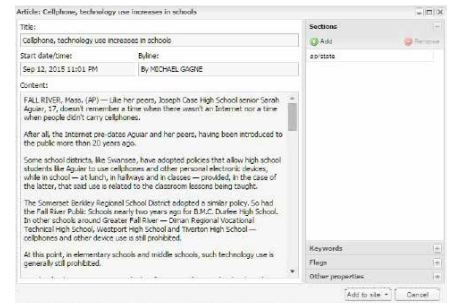 Article: Cellphone, technology use increases in schools
Title:
Cellphone, technology use increases in schools
Start date/time:
Byline:
Sep 12, 2015 11:01 PM
By MICHAEL GAGNE
Content:
FALL RIVER, Mass. (AP) — Like her peers, Joseph Case High School senior Sarah
Aguiar, 17, doesn't remember a time when there wasn't an Internet nor a time
when people didn't carry cellphones.
After all, the Internet pre-dates Aguiar and her peers, having been introduced to
the public more than 20 years ago.
Some school districts, like Swansea, have adopted policies that allow high school
students like Aguiar to use cellphones and other personal electronic devices,
while in school — at lunch, in hallways and in classes — provided, in the case of
the latter, that said use is related to the classroom lessons being taught.
The Somerset Berkley Regional School District adopted a similar policy. So had
the Fall River Public Schools nearly two years ago for B.M.C. Durfee High School.
In other schools around Greater Fall River — Diman Regional Vocational
Technical High School, Westport High School and Tiverton High School —
cellphones and other device use is still prohibited.
At this point, in elementary schools and middle schools, such technology use is
generally still prohibited.
Sections
Add
Remove
ap/state
Keywords
Flags
Other properties
Add to site
Cancel